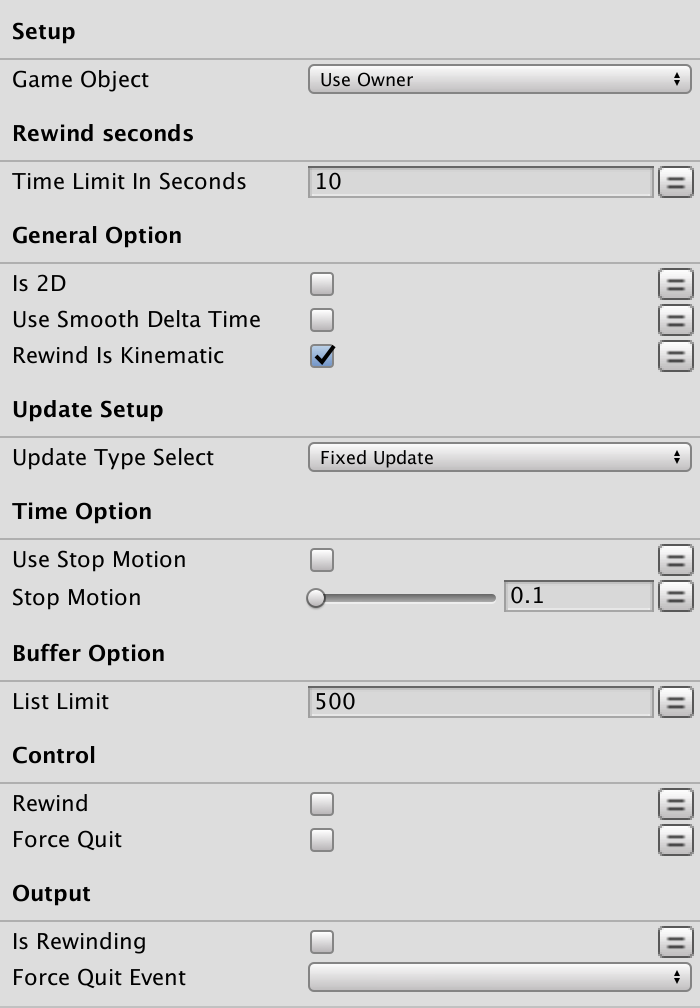 Setup
Game Object Use Owner
Rewind seconds
Time Limit In Seconds 10
General Option
Is 2D
Use Smooth Delta Time
Rewind Is Kinematic
Update Setup
Update Type Select Fixed Update
Time Option
Use Stop Motion
Stop Motion 0.1
Buffer Option
List Limit 500
Control
Rewind
Force Quit
Output
Is Rewinding
Force Quit Event